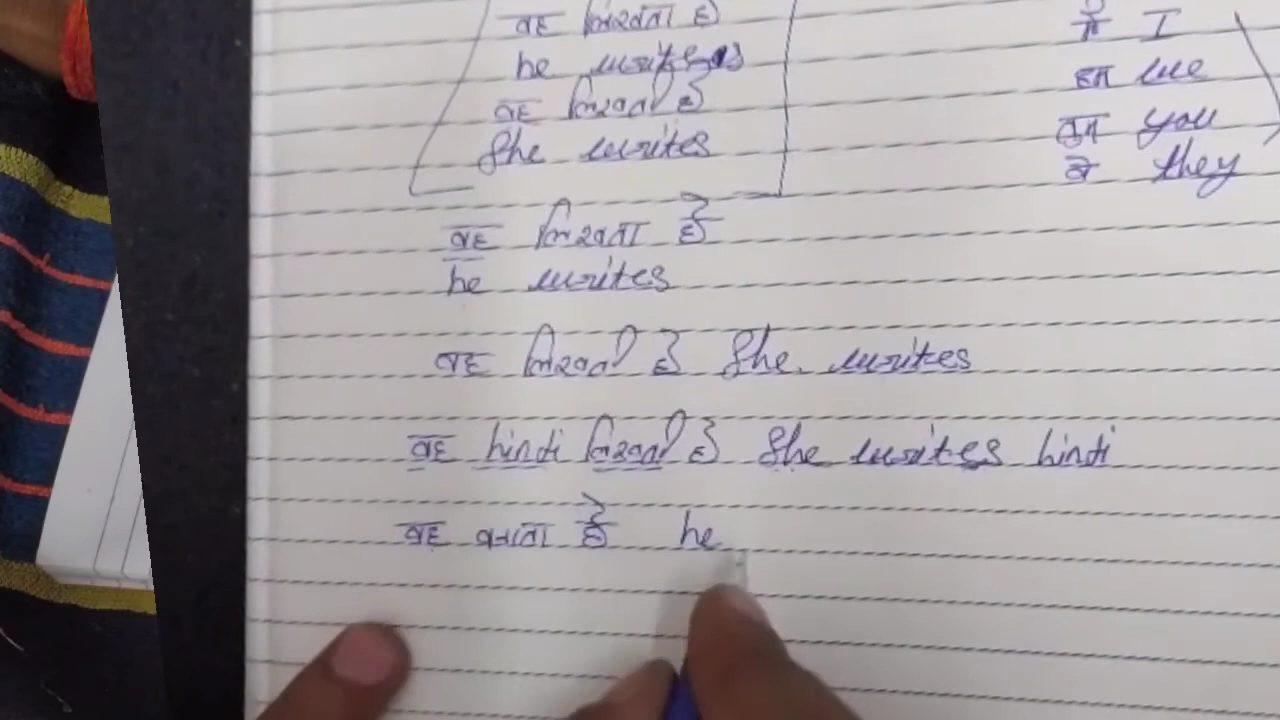 वह लिखता है
he writes
वह लिखती है
She writes
मैं I
हम we
तुम you
वे they
वह लिखता है
he writes
वह लिखती है She writes
वह hindi लिखती है She writes hindi
वह है he